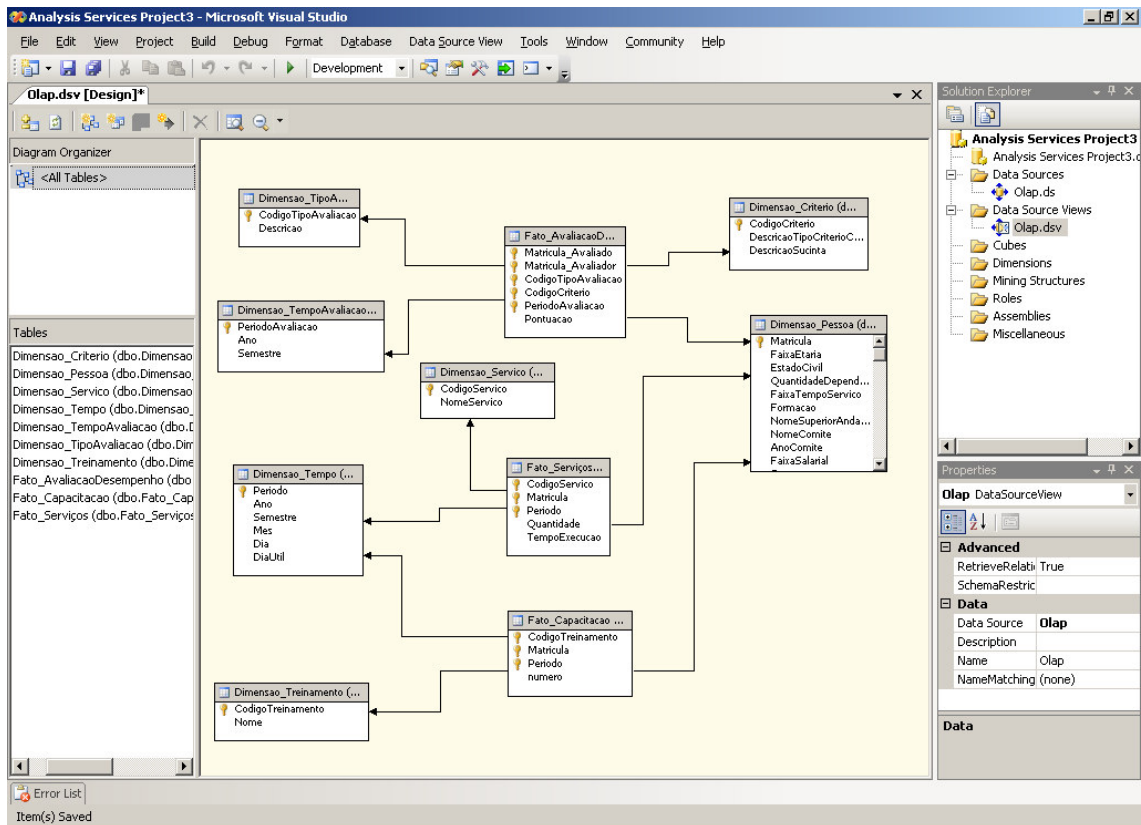 Analysis Services Project3 - Microsoft Visual Studio
File Edit View Project Build Debug Format Database Data Source View Tools Window Community Help
Development
Olap.dsv [Design]*
Diagram Organizer
<All Tables>
Tables
Dimensao_Criterio (dbo.Dimensao
Dimensao_Pessoa (dbo.Dimensao_
Dimensao_Servico (dbo.Dimensao
Dimensao_Tempo (dbo.Dimensao_
Dimensao_TempoAvaliacao (dbo.D
Dimensao_TipoAvaliacao (dbo.Dim
Dimensao_Treinamento (dbo.Dime
Fato_AvaliacaoDesempenho (dbo
Fato_Capacitacao (dbo.Fato_Cap
Fato_Serviços (dbo.Fato_Serviços
Dimensao_TipoA...
CodigoTipoAvaliacao
Descricao
Dimensao_TempoAvaliacao...
PeriodoAvaliacao
Ano
Semestre
Fato_AvaliacaoD...
Matricula_Avaliado
Matricula_Avaliador
CodigoTipoAvaliacao
CodigoCriterio
PeriodoAvaliacao
Pontuacao
Dimensao_Criterio (d...
CodigoCriterio
DescricaoTipoCriterioC...
DescricaoSucinta
Dimensao_Pessoa (d...
Matricula
FaixaEtaria
EstadoCivil
QuantidadeDepend...
FaixaTempoServico
Formacao
NomeSuperiorAnda...
NomeComite
AnoComite
FaixaSalarial
Dimensao_Servico (...
CodigoServico
NomeServico
Dimensao_Tempo (...
Periodo
Ano
Semestre
Mes
Dia
DiaUtil
Fato_Serviços...
CodigoServico
Matricula
Periodo
Quantidade
TempoExecucao
Fato_Capacitacao ...
CodigoTreinamento
Matricula
Periodo
numero
Dimensao_Treinamento (...
CodigoTreinamento
Nome
Solution Explorer
Analysis Services Project3
Analysis Services Project3.d
Data Sources
Olap.ds
Data Source Views
Olap.dsv
Cubes
Dimensions
Mining Structures
Roles
Assemblies
Miscellaneous
Properties
Olap DataSourceView
Advanced
RetrieveRelati True
SchemaRestric
Data
Data Source Olap
Description
Name Olap
NameMatching (none)
Data
Error List
Item(s) Saved